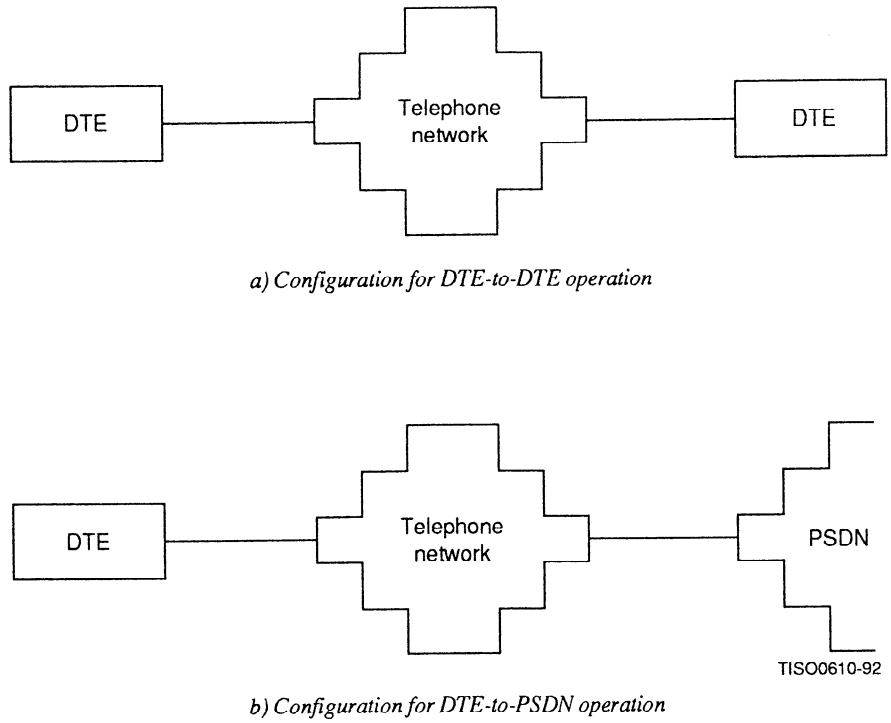 DTE
Telephone
network
DTE
a) Configuration for DTE-to-DTE operation
DTE
Telephone
network
PSDN
TISO0610-92
b) Configuration for DTE-to-PSDN operation